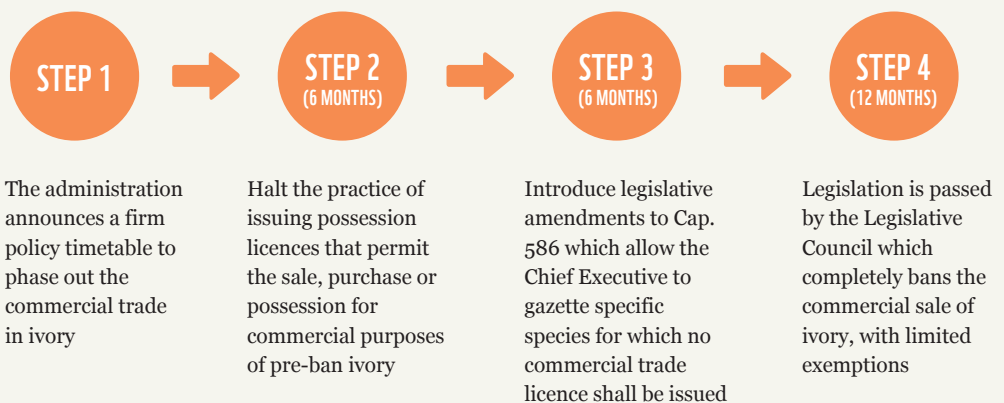 STEP 1
The administration
announces a firm
policy timetable to
phase out the
commercial trade
in ivory
STEP 2
(6 MONTHS)
Halt the practice of
issuing possession
licences that permit
the sale, purchase or
possession for
commercial purposes
of pre-ban ivory
STEP 3
(6 MONTHS)
Introduce legislative
amendments to Cap.
586 which allow the
Chief Executive to
gazette specific
species for which no
commercial trade
licence shall be issued
STEP 4
(12 MONTHS)
Legislation is passed
by the Legislative
Council which
completely bans the
commercial sale of
ivory, with limited
exemptions